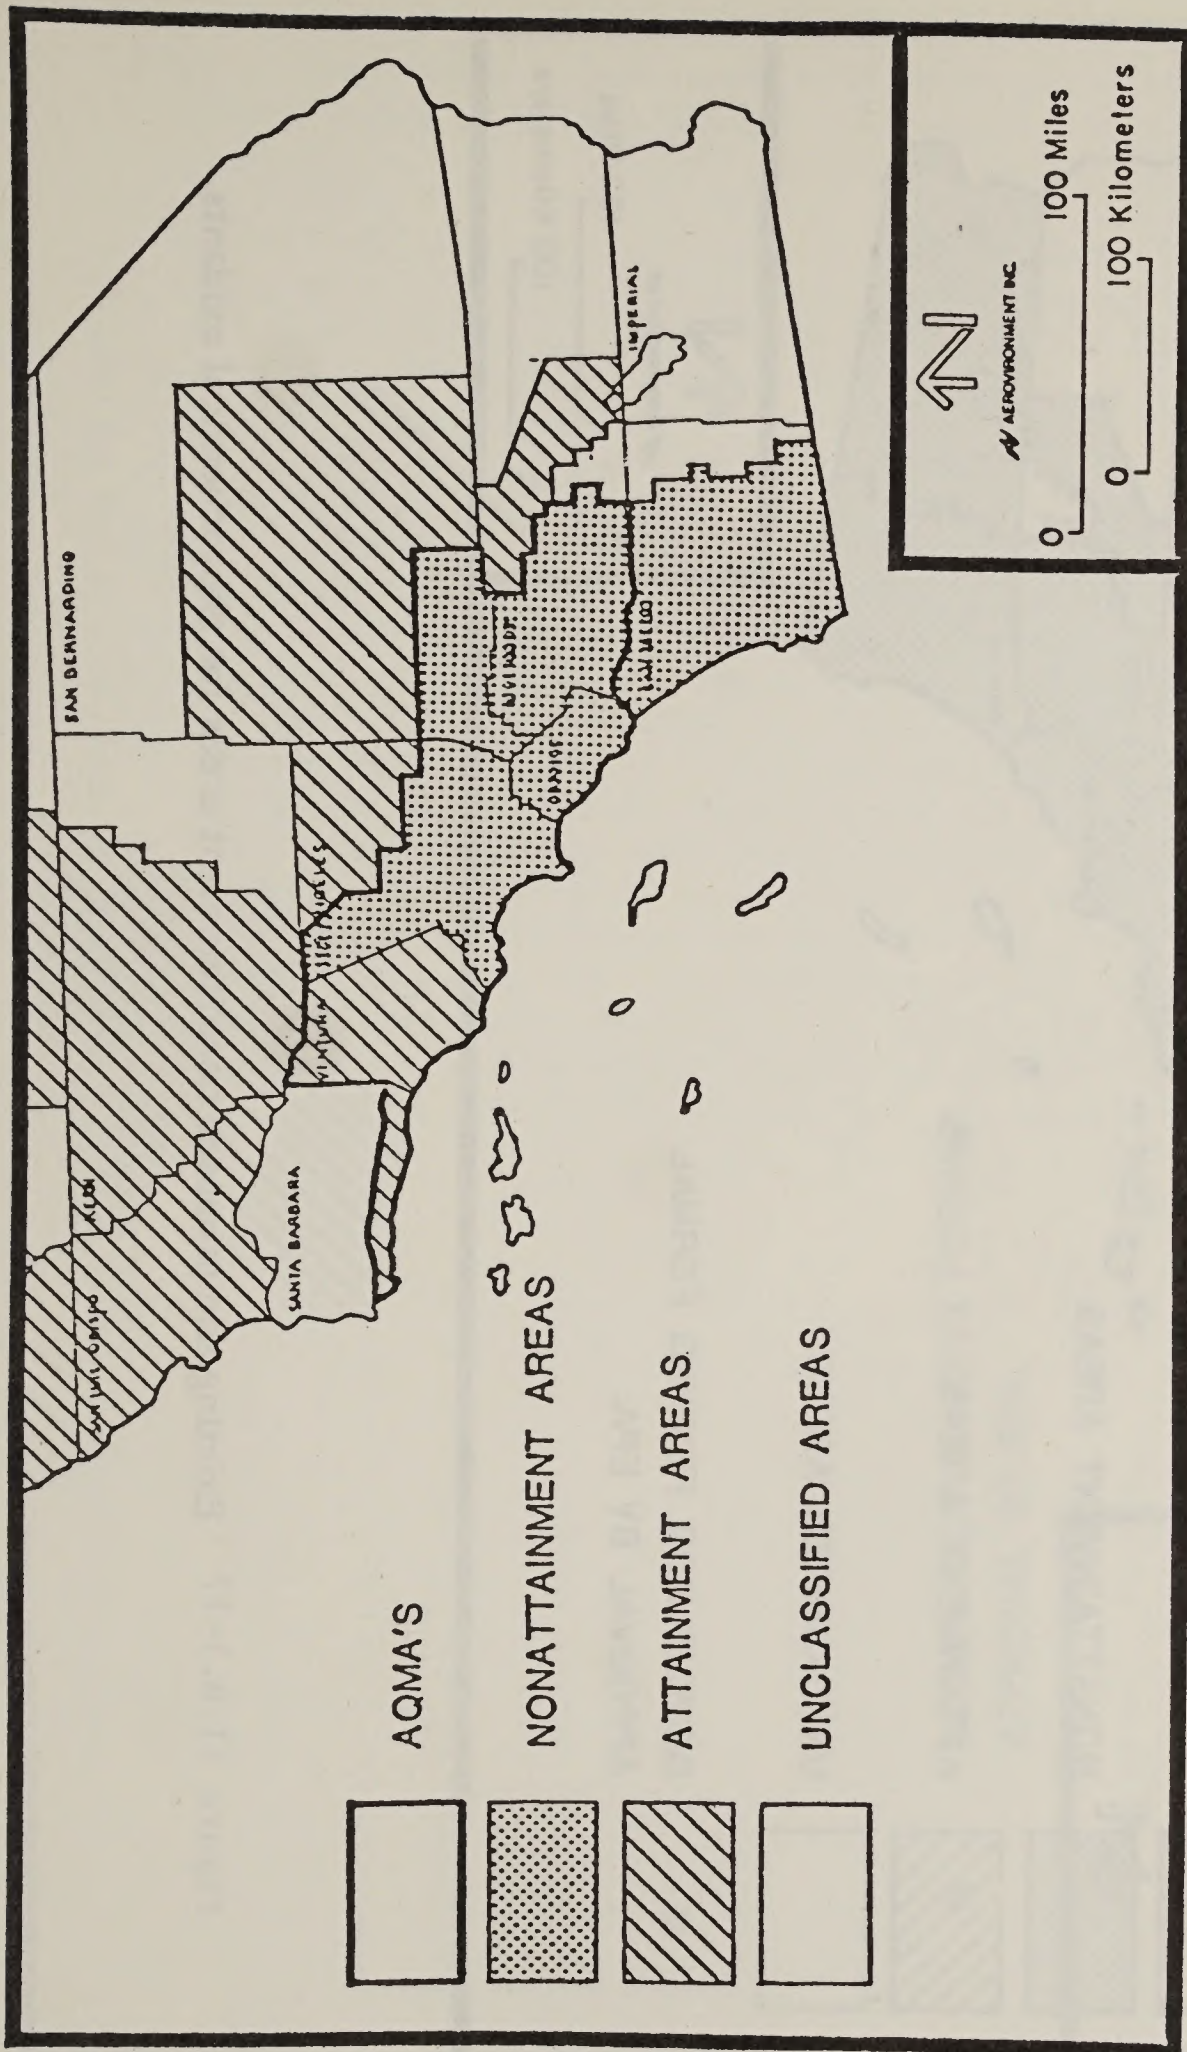 SAN BERNARDINO
KERN
SAN LUIS OBISPO
SANTA BARBARA
VENTURA
LOS ANGELES
ORANGE
RIVERSIDE
SAN DIEGO
IMPERIAL
AQMA'S
NONATTAINMENT AREAS
ATTAINMENT AREAS
UNCLASSIFIED AREAS
N
AEROVIRONMENT INC.
0 100 Miles
0 100 Kilometers